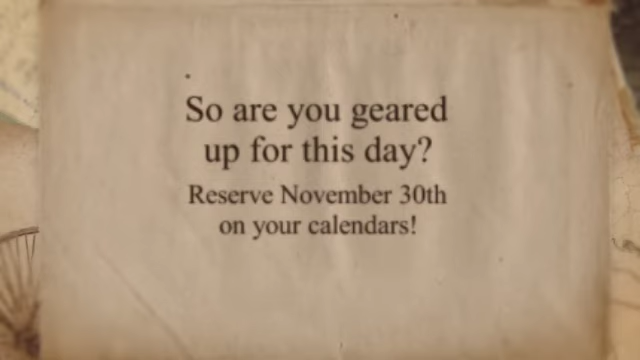 So are you geared
up for this day?
Reserve November 30th
on your calendars!